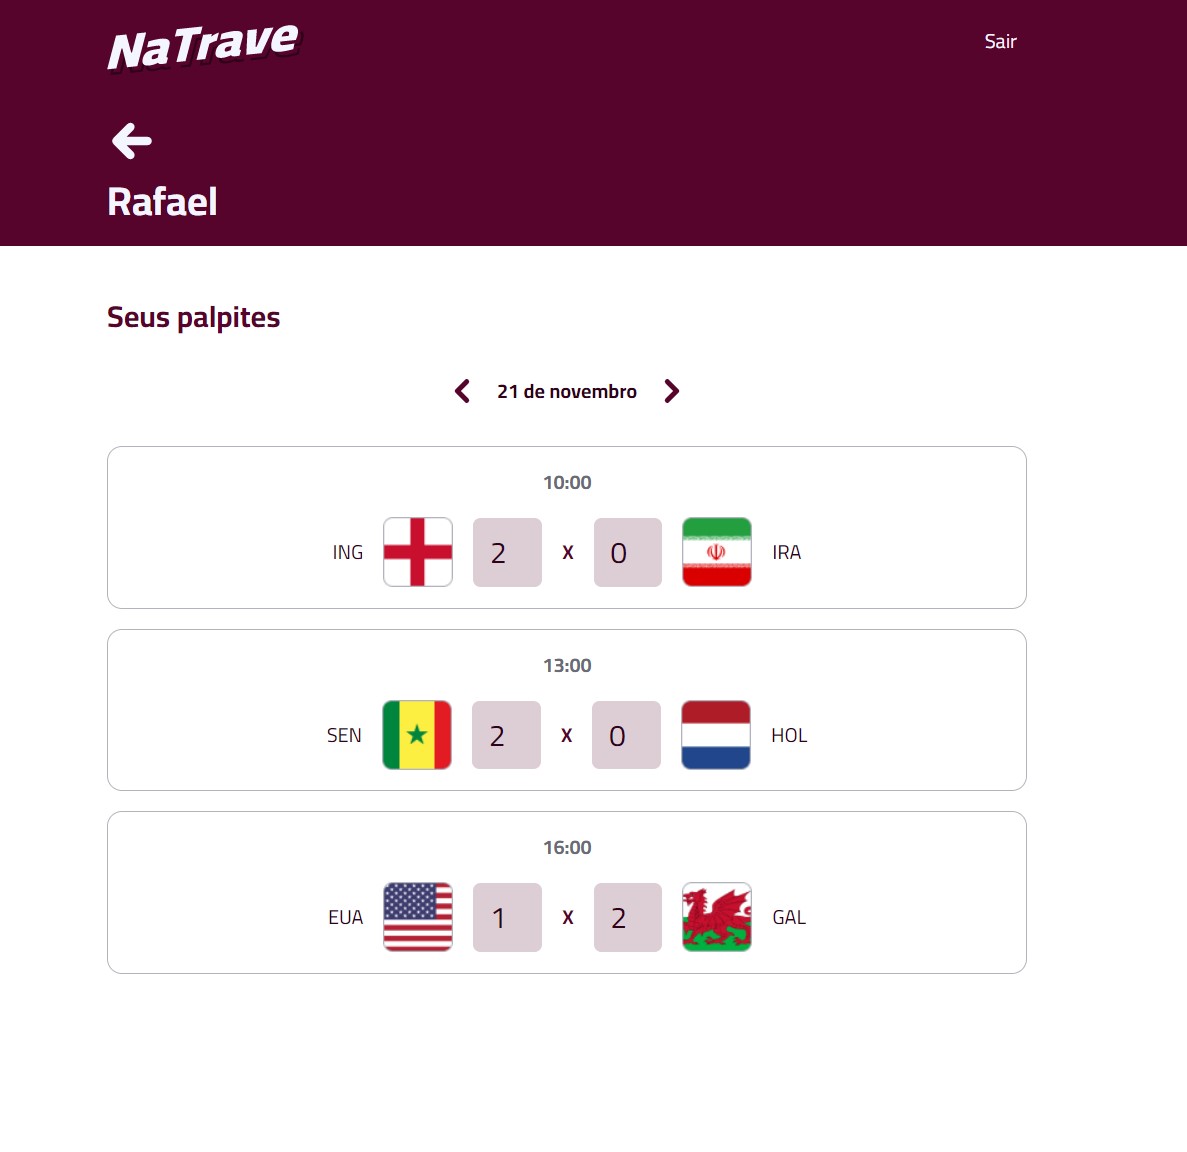 NaTrave
Sair
Rafael
Seus palpites
21 de novembro
10:00
ING 2 X 0 IRA
13:00
SEN 2 X 0 HOL
16:00
EUA 1 X 2 GAL